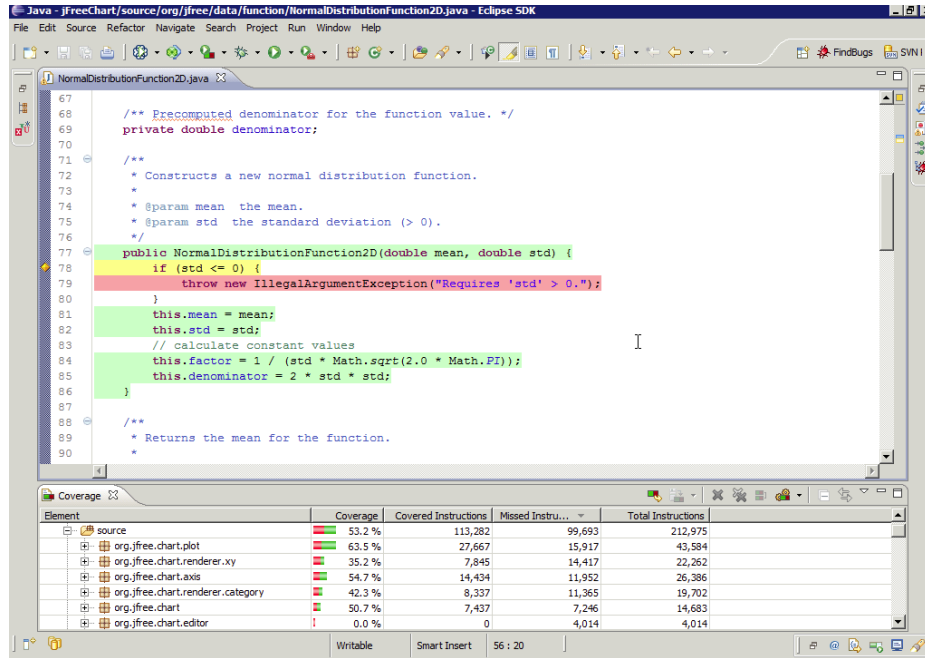 Java - jFreeChart/source/org/jfree/data/function/NormalDistributionFunction2D.java - Eclipse SDK
File Edit Source Refactor Navigate Search Project Run Window Help
FindBugs SVN
NormalDistributionFunction2D.java
67
68 /** Precomputed denominator for the function value. */
69 private double denominator;
70
71 /**
72 * Constructs a new normal distribution function.
73 *
74 * @param mean the mean.
75 * @param std the standard deviation (> 0).
76 */
77 public NormalDistributionFunction2D(double mean, double std) {
78 if (std <= 0) {
79 throw new IllegalArgumentException("Requires 'std' > 0.");
80 }
81 this.mean = mean;
82 this.std = std;
83 // calculate constant values
84 this.factor = 1 / (std * Math.sqrt(2.0 * Math.PI));
85 this.denominator = 2 * std * std;
86 }
87
88 /**
89 * Returns the mean for the function.
90 *
Coverage
Element Coverage Covered Instructions Missed Instru... Total Instructions
source 53.2 % 113,282 99,693 212,975
org.jfree.chart.plot 63.5 % 27,667 15,917 43,584
org.jfree.chart.renderer.xy 35.2 % 7,845 14,417 22,262
org.jfree.chart.axis 54.7 % 14,434 11,952 26,386
org.jfree.chart.renderer.category 42.3 % 8,337 11,365 19,702
org.jfree.chart 50.7 % 7,437 7,246 14,683
org.jfree.chart.editor 0.0 % 0 4,014 4,014
Writable Smart Insert 56 : 20